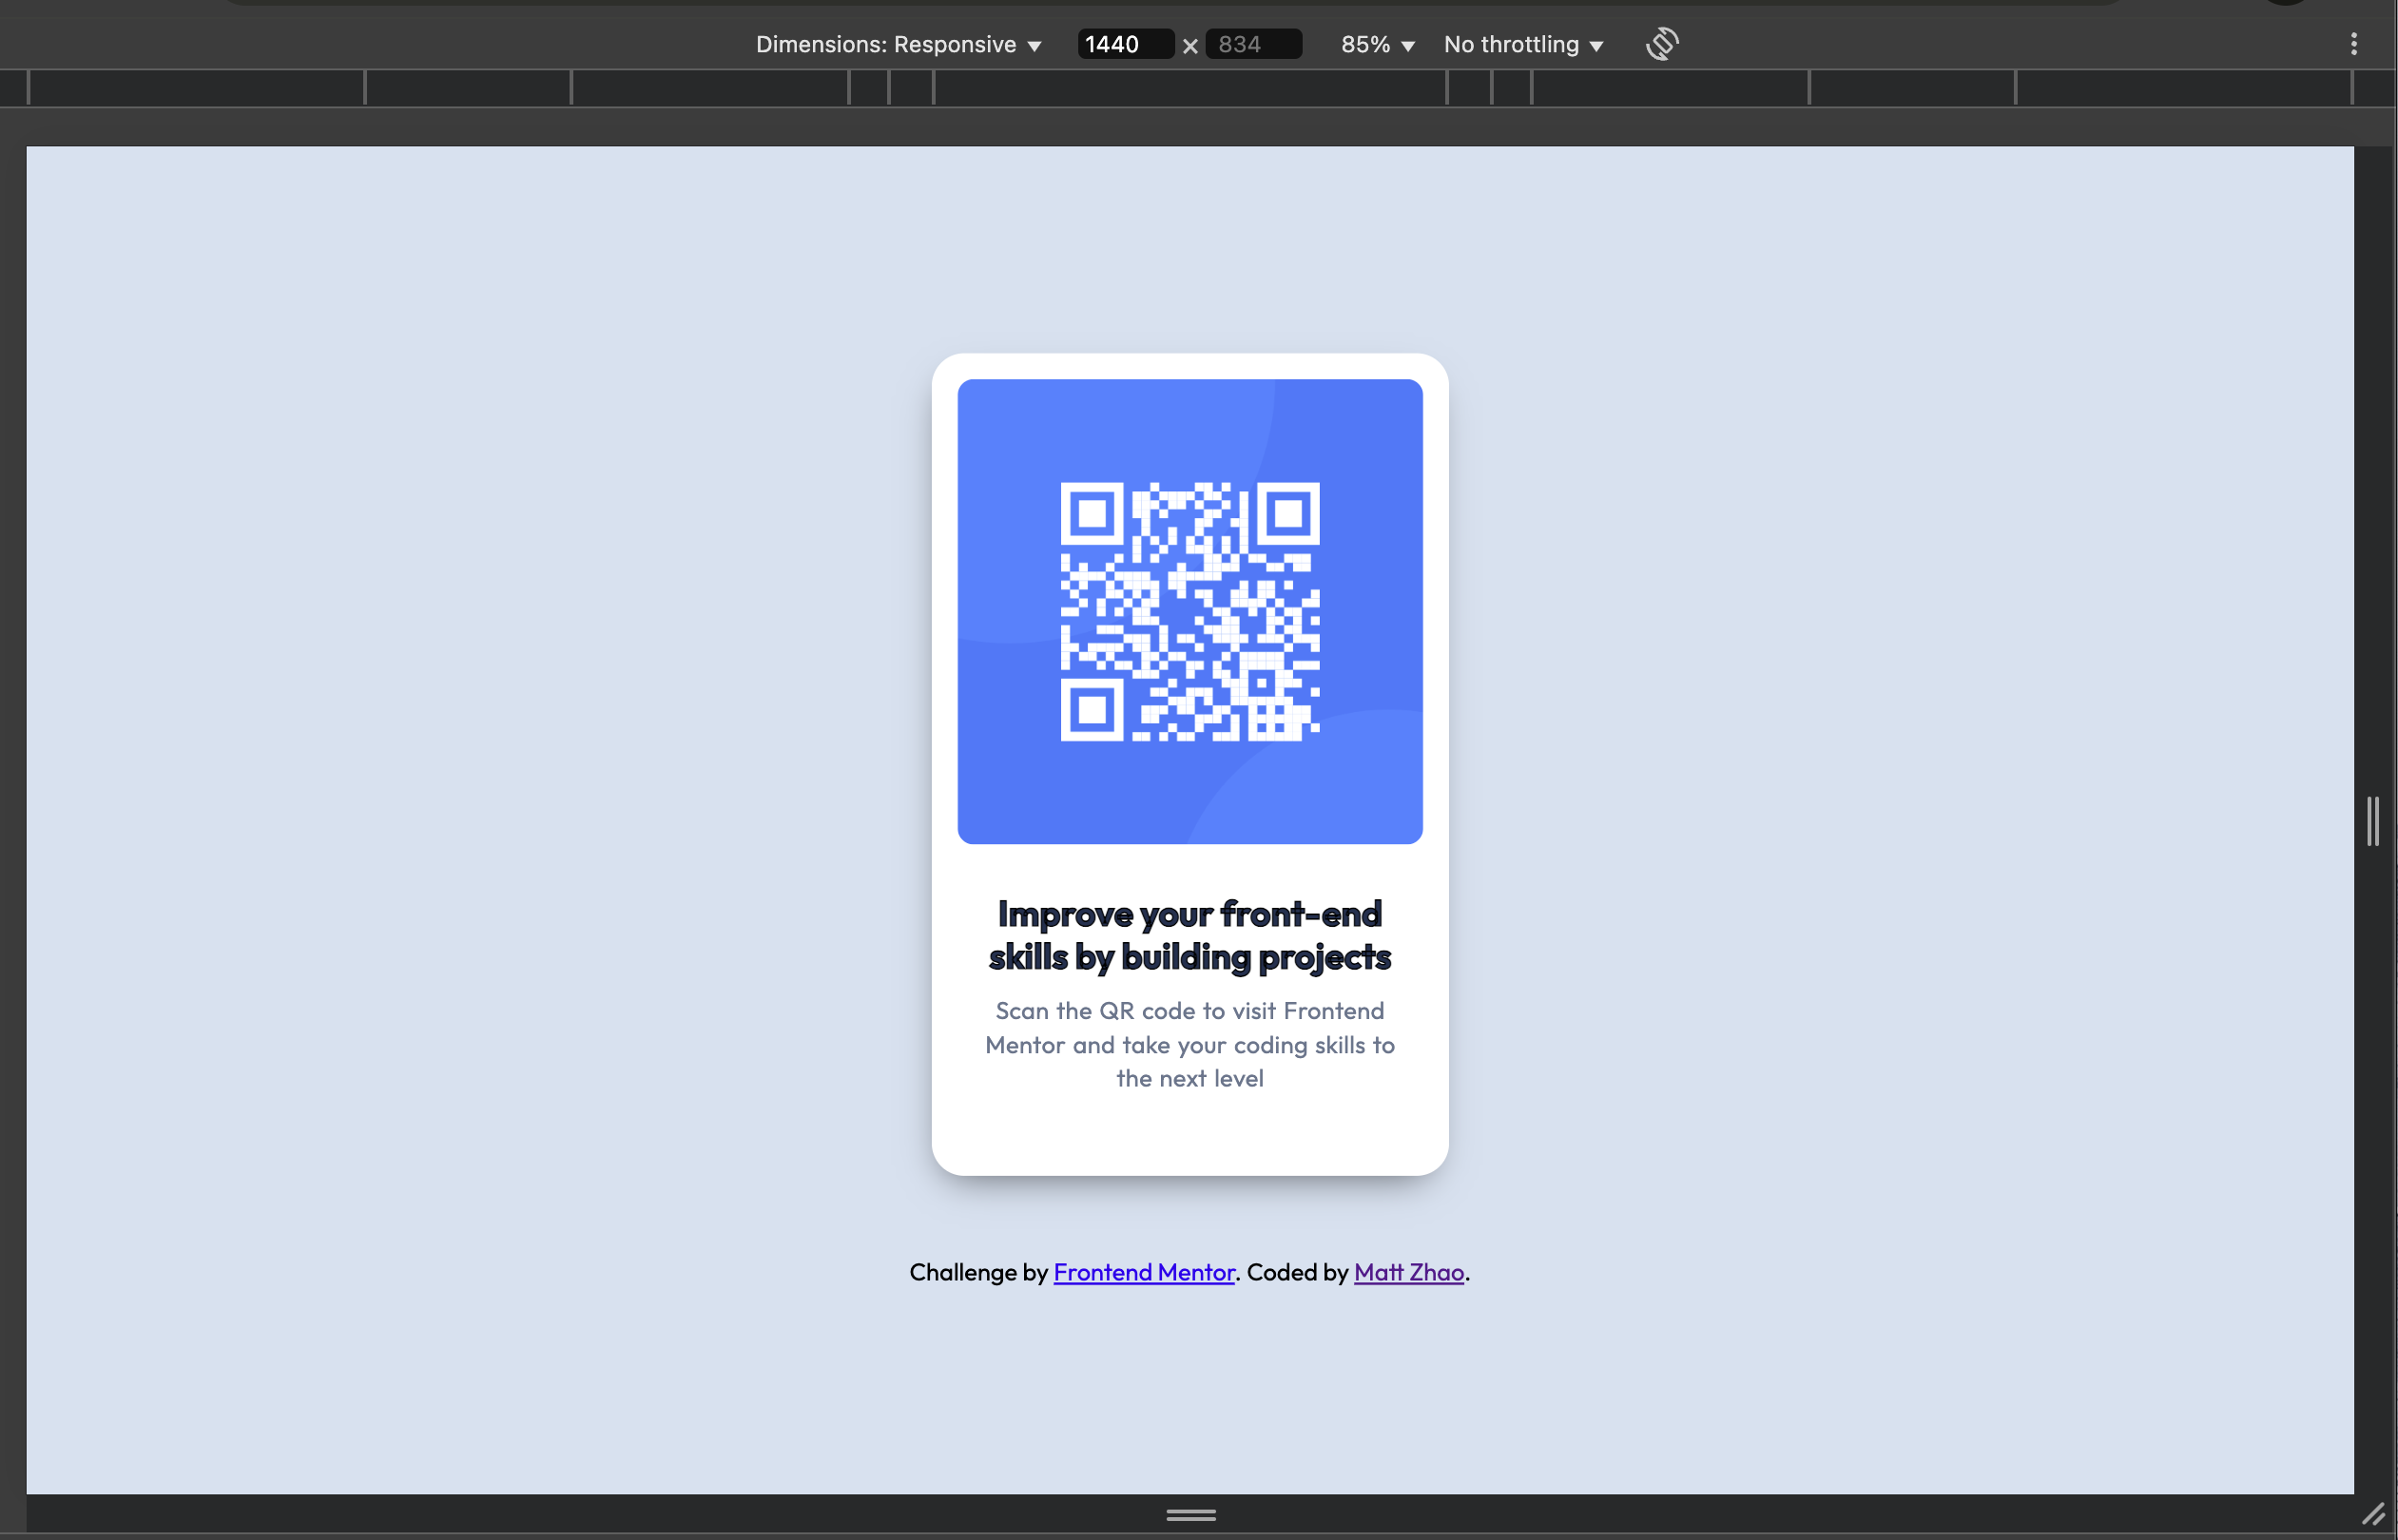 Dimensions: Responsive 1440 × 834 85% No throttling
Improve your front-end
skills by building projects
Scan the QR code to visit Frontend
Mentor and take your coding skills to
the next level
Challenge by Frontend Mentor. Coded by Matt Zhao.